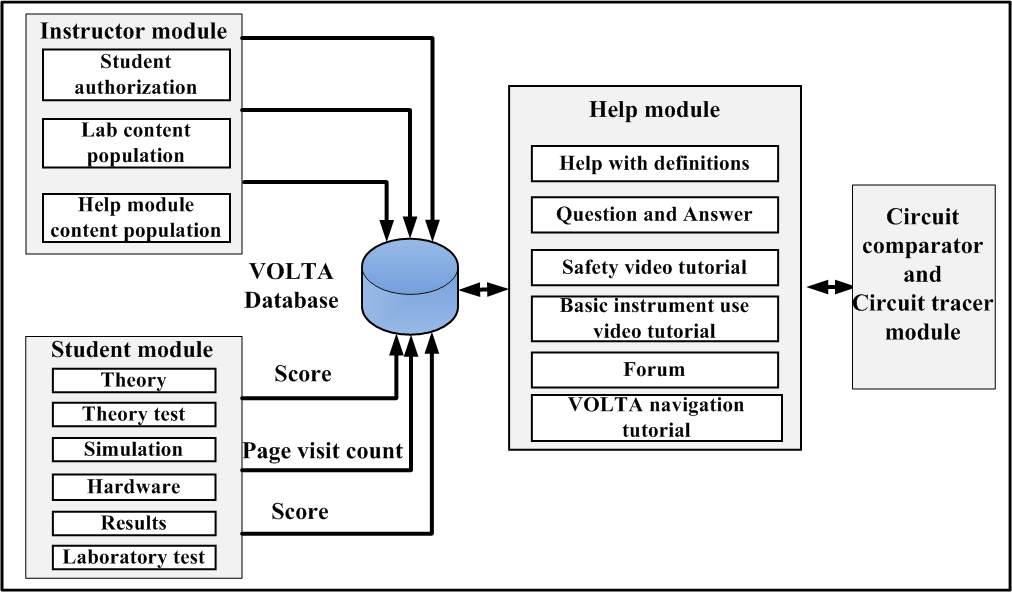 Instructor module
Student
authorization
Lab content
population
Help module
content population
VOLTA
Database
Student module
Theory
Theory test
Simulation
Hardware
Results
Laboratory test
Score
Page visit count
Score
Help module
Help with definitions
Question and Answer
Safety video tutorial
Basic instrument use
video tutorial
Forum
VOLTA navigation
tutorial
Circuit
comparator
and
Circuit tracer
module